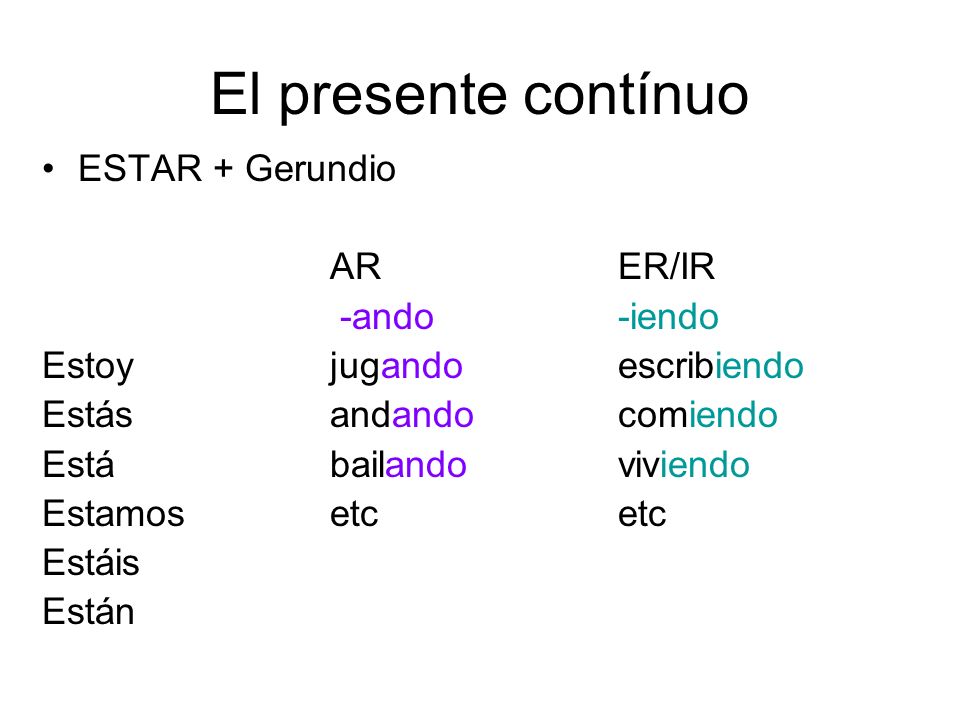 El presente contínuo
• ESTAR + Gerundio
AR ER/IR
-ando -iendo
Estoy jugando escribiendo
Estás andando comiendo
Está bailando viviendo
Estamos etc etc
Estáis
Están